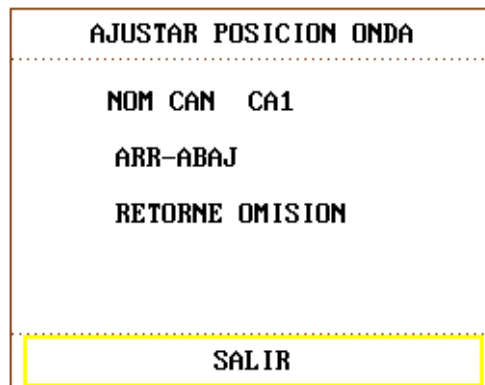 AJUSTAR POSICION ONDA
NOM CAN CA1
ARR-ABAJ
RETORNE OMISION
SALIR